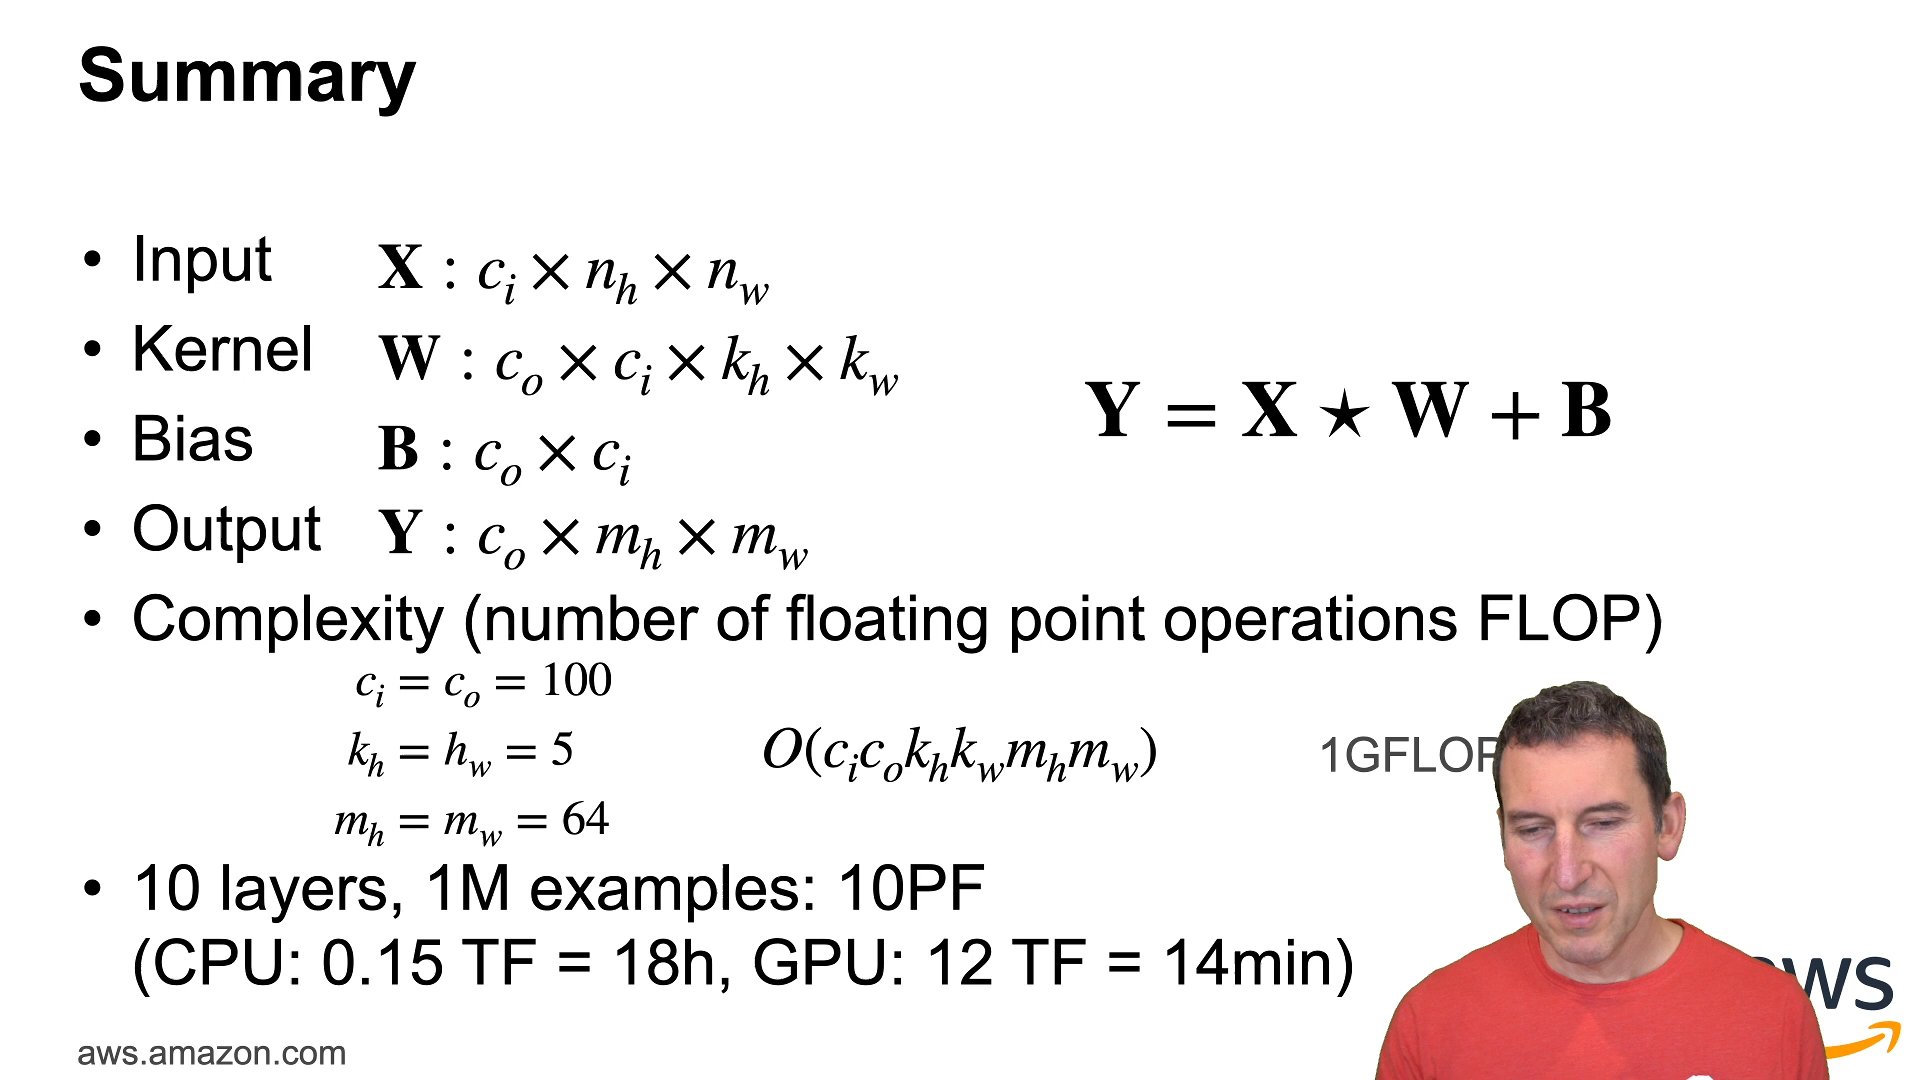 Summary
• Input X : c_i × n_h × n_w
• Kernel W : c_o × c_i × k_h × k_w
• Bias B : c_o × c_i
• Output Y : c_o × m_h × m_w
Y = X ★ W + B
• Complexity (number of floating point operations FLOP)
c_i = c_o = 100
k_h = h_w = 5
m_h = m_w = 64
O(c_i c_o k_h k_w m_h m_w)
1GFLOP
• 10 layers, 1M examples: 10PF
(CPU: 0.15 TF = 18h, GPU: 12 TF = 14min)
aws.amazon.com
aws